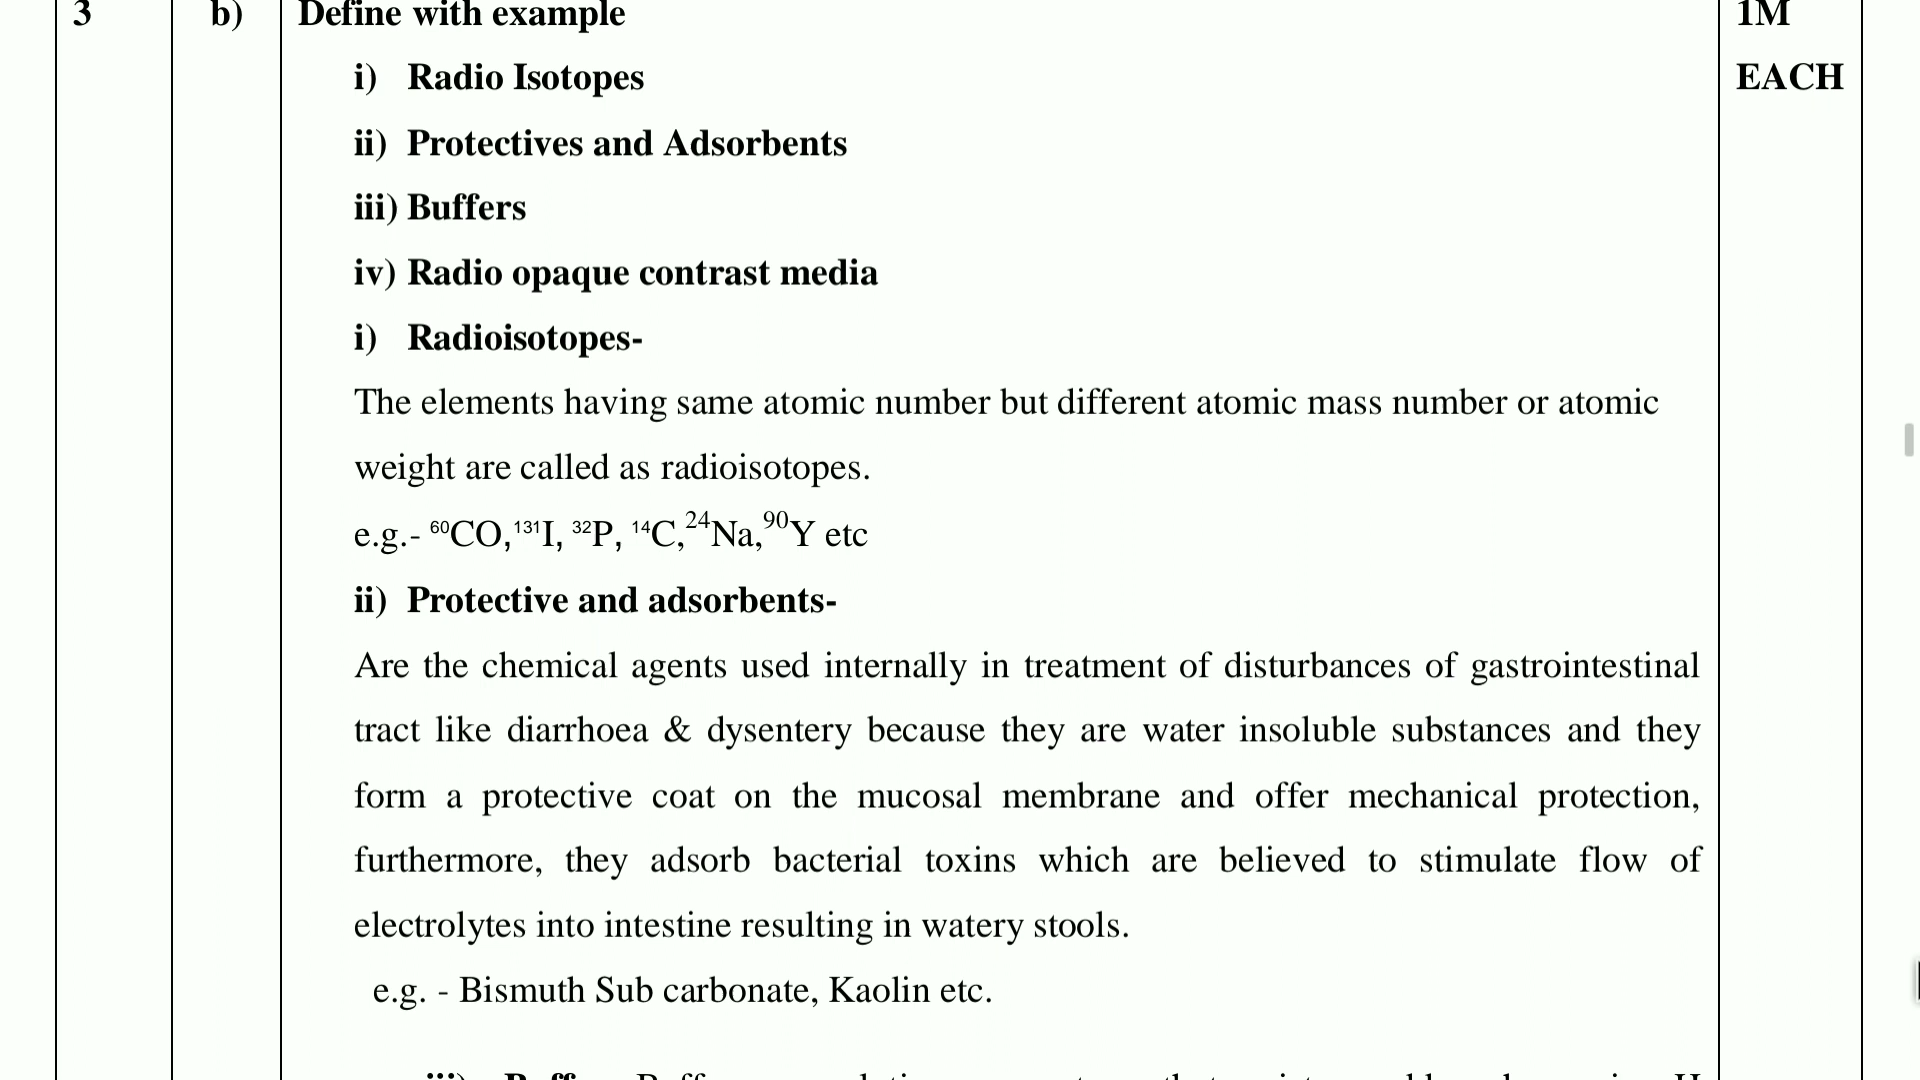 3 b) Define with example 1M
i) Radio Isotopes EACH
ii) Protectives and Adsorbents
iii) Buffers
iv) Radio opaque contrast media
i) Radioisotopes-
The elements having same atomic number but different atomic mass number or atomic
weight are called as radioisotopes.
e.g.- ⁶⁰CO,¹³¹I, ³²P, ¹⁴C,²⁴Na,⁹⁰Y etc
ii) Protective and adsorbents-
Are the chemical agents used internally in treatment of disturbances of gastrointestinal
tract like diarrhoea & dysentery because they are water insoluble substances and they
form a protective coat on the mucosal membrane and offer mechanical protection,
furthermore, they adsorb bacterial toxins which are believed to stimulate flow of
electrolytes into intestine resulting in watery stools.
e.g. - Bismuth Sub carbonate, Kaolin etc.
iii)